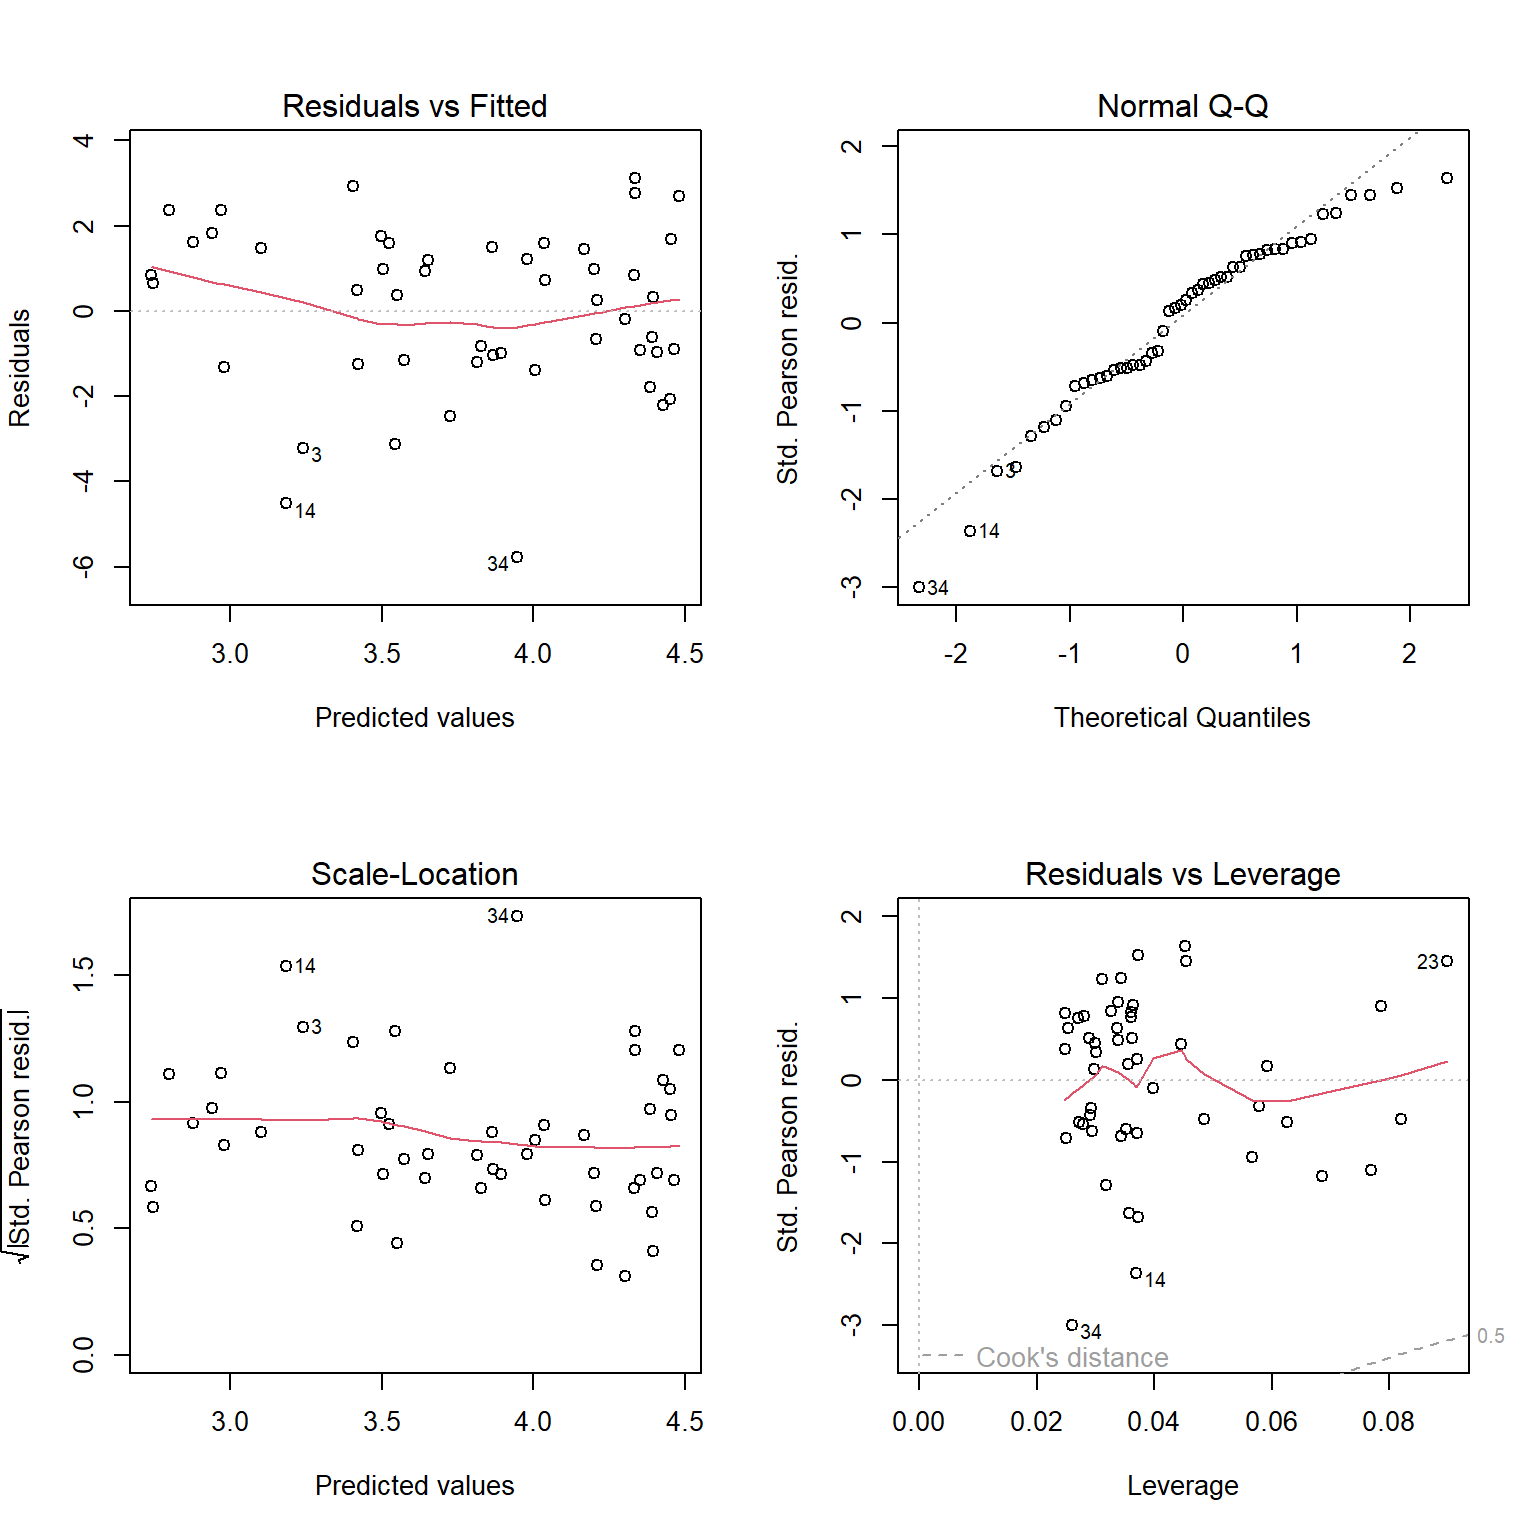 Residuals vs Fitted
Residuals
4
2
0
-2
-4
-6
3
14
34
3.0 3.5 4.0 4.5
Predicted values
Normal Q-Q
Std. Pearson resid.
2
1
0
-1
-2
-3
3
14
34
-2 -1 0 1 2
Theoretical Quantiles
Scale-Location
√|Std. Pearson resid.|
1.5
1.0
0.5
0.0
34
14
3
3.0 3.5 4.0 4.5
Predicted values
Residuals vs Leverage
Std. Pearson resid.
2
1
0
-1
-2
-3
23
14
34
Cook's distance
0.5
0.00 0.02 0.04 0.06 0.08
Leverage